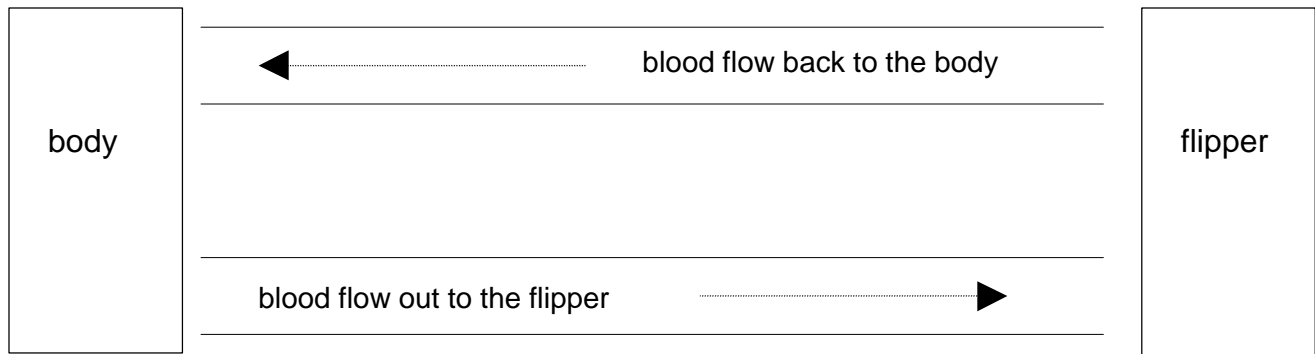 blood flow back to the body
body
flipper
blood flow out to the flipper